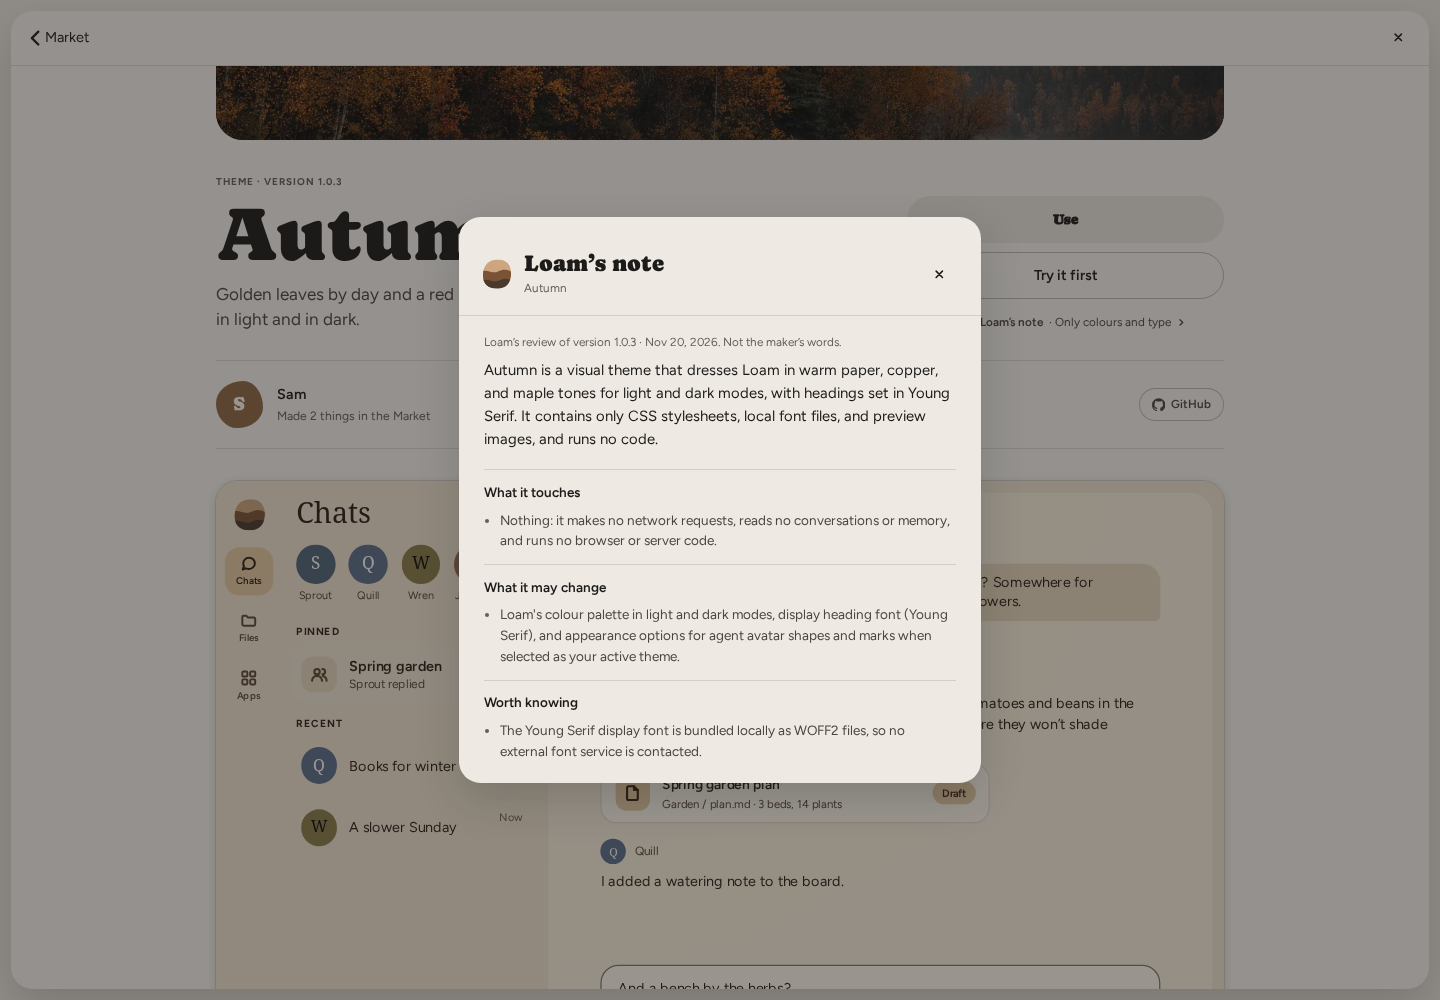 Market
THEME · VERSION 1.0.3
Autum
Golden leaves by day and a red
in light and in dark.
Use
Try it first
Loam's note · Only colours and type
S
Sam
Made 2 things in the Market
GitHub
Loam’s note
Autumn
Loam’s review of version 1.0.3 · Nov 20, 2026. Not the maker’s words.
Autumn is a visual theme that dresses Loam in warm paper, copper,
and maple tones for light and dark modes, with headings set in Young
Serif. It contains only CSS stylesheets, local font files, and preview
images, and runs no code.
What it touches
• Nothing: it makes no network requests, reads no conversations or memory,
and runs no browser or server code.
What it may change
• Loam's colour palette in light and dark modes, display heading font (Young
Serif), and appearance options for agent avatar shapes and marks when
selected as your active theme.
Worth knowing
• The Young Serif display font is bundled locally as WOFF2 files, so no
external font service is contacted.
Chats
Chats
Files
Apps
S
Q
W
Sprout
Quill
Wren
J
PINNED
Spring garden
Sprout replied
RECENT
Q
Books for winter
W
A slower Sunday
Now
? Somewhere for
owers.
matoes and beans in the
re they won’t shade
Spring garden plan
Garden / plan.md · 3 beds, 14 plants
Draft
Q
Quill
I added a watering note to the board.
And a bench by the herbs?